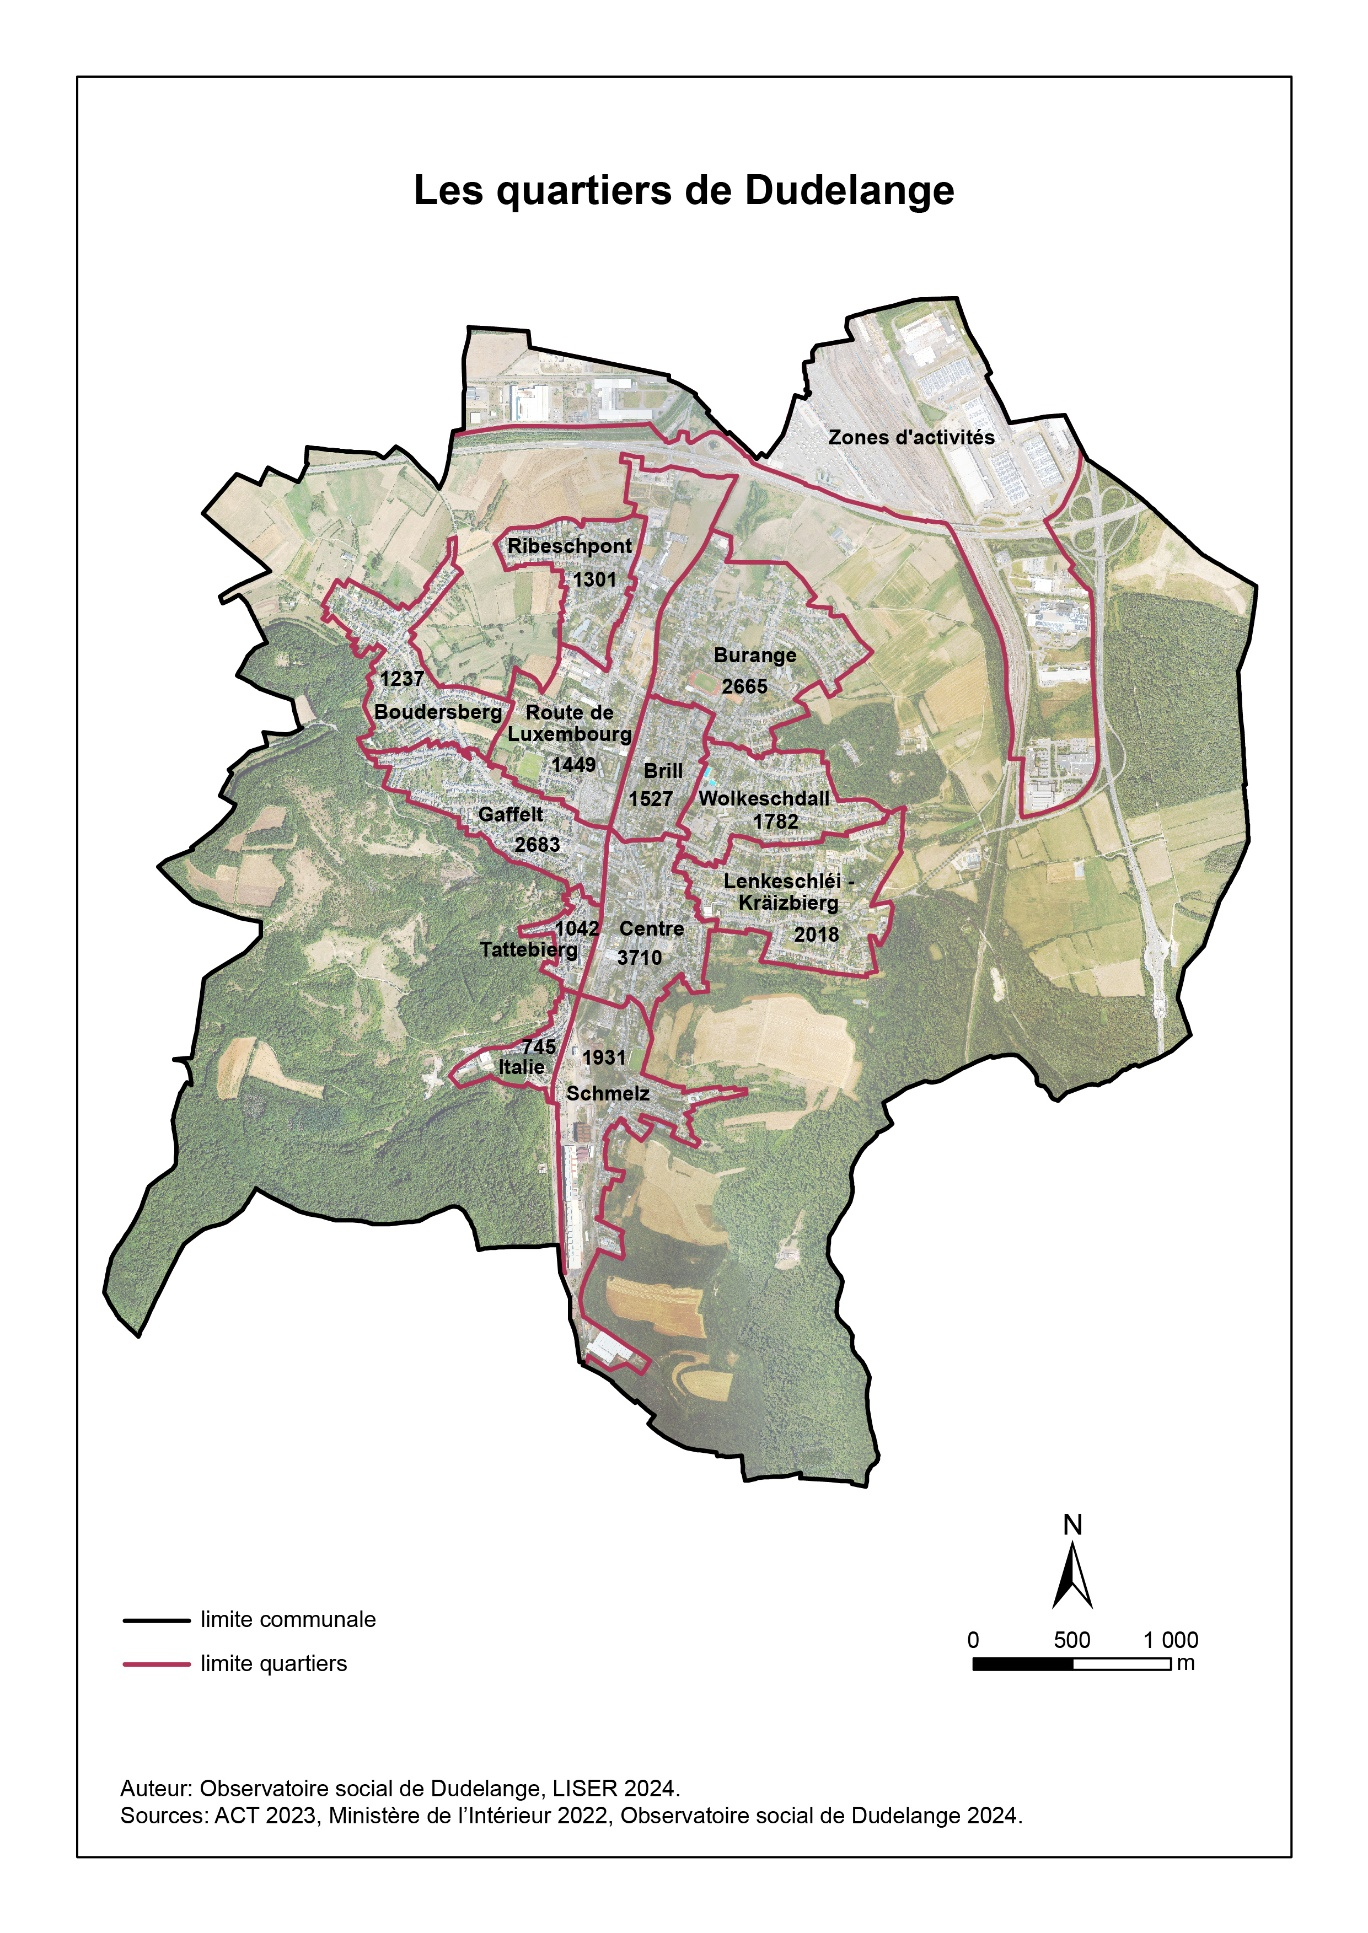 Les quartiers de Dudelange
Zones d'activités
Ribeschpont
1301
Burange
2665
1237
Boudersberg
Route de
Luxembourg
1449
Brill
1527
Wolkeschdall
1782
Gaffelt
2683
Lenkeschléi -
Kräizbierg
2018
1042
Tattebierg
Centre
3710
745
Italie
1931
Schmelz
N
0 500 1 000
m
limite communale
limite quartiers
Auteur: Observatoire social de Dudelange, LISER 2024.
Sources: ACT 2023, Ministère de l’Intérieur 2022, Observatoire social de Dudelange 2024.